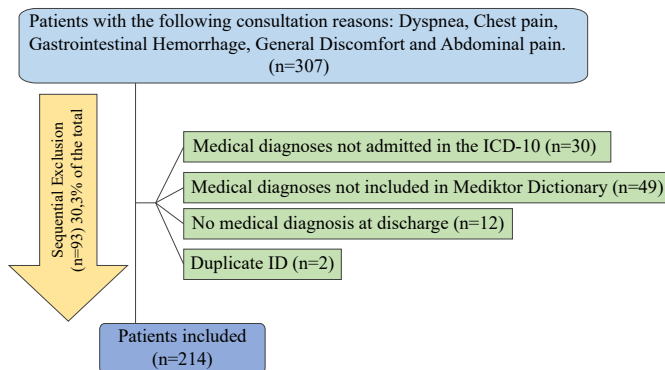 Patients with the following consultation reasons: Dyspnea, Chest pain,
Gastrointestinal Hemorrhage, General Discomfort and Abdominal pain.
(n=307)
Sequential Exclusion
(n=93) 30,3% of the total
Medical diagnoses not admitted in the ICD-10 (n=30)
Medical diagnoses not included in Mediktor Dictionary (n=49)
No medical diagnosis at discharge (n=12)
Duplicate ID (n=2)
Patients included
(n=214)